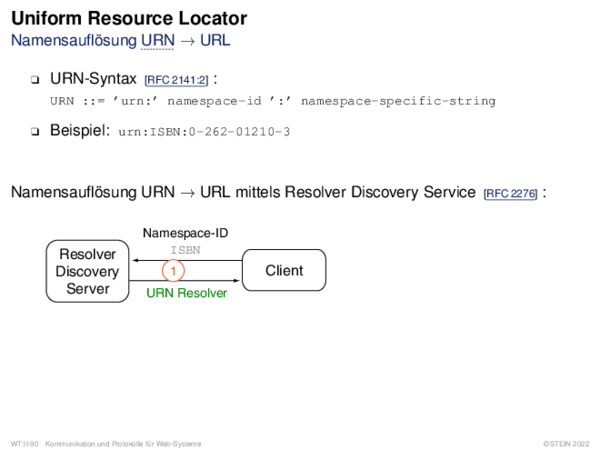 Uniform Resource Locator
Namensauflösung URN → URL
❑ URN-Syntax [RFC 2141:2] :
URN ::= ’urn:’ namespace-id ’:’ namespace-specific-string
❑ Beispiel: urn:ISBN:0-262-01210-3
Namensauflösung URN → URL mittels Resolver Discovery Service [RFC 2276] :
Namespace-ID
ISBN
Resolver
Discovery
Server
1
Client
URN Resolver
WT:II-90 Kommunikation und Protokolle für Web-Systeme
©STEIN 2022